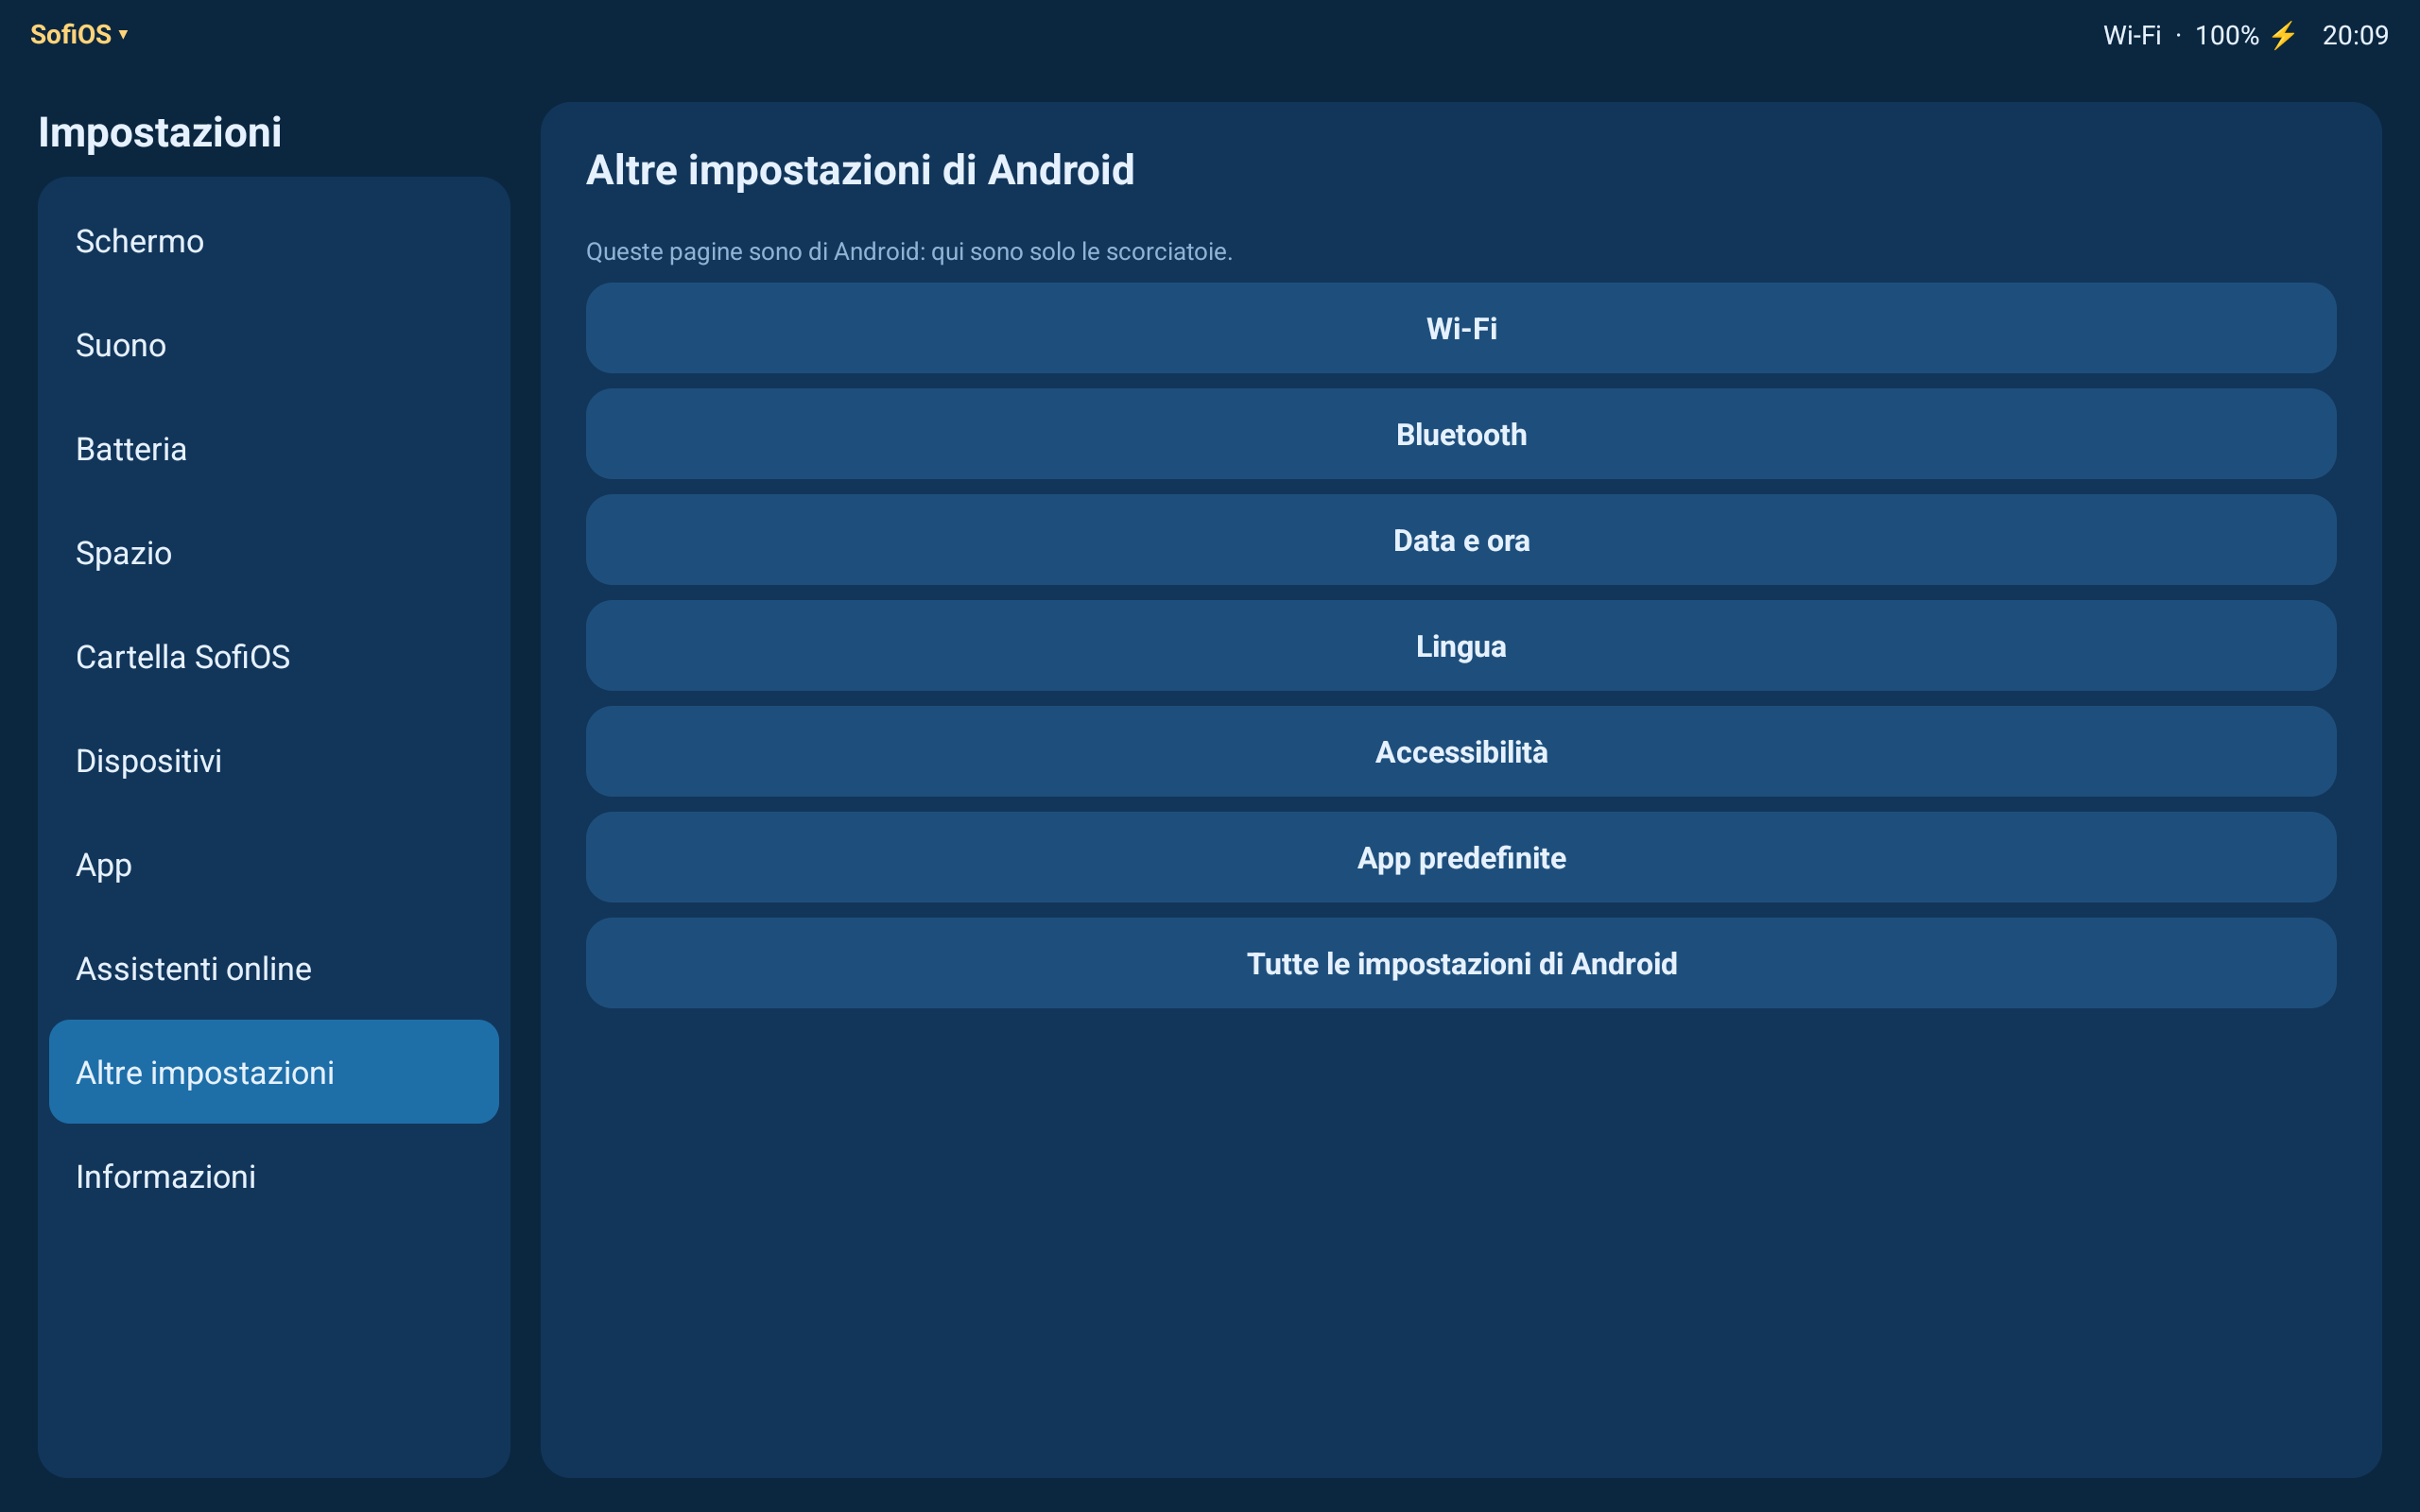 SofiOS ▾
Wi-Fi · 100% ⚡ 20:09
Impostazioni
Schermo
Suono
Batteria
Spazio
Cartella SofiOS
Dispositivi
App
Assistenti online
Altre impostazioni
Informazioni
Altre impostazioni di Android
Queste pagine sono di Android: qui sono solo le scorciatoie.
Wi-Fi
Bluetooth
Data e ora
Lingua
Accessibilità
App predefinite
Tutte le impostazioni di Android